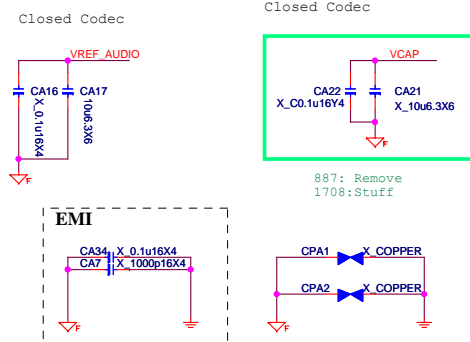 Closed Codec
Closed Codec
VREF_AUDIO
VCAP
CA16
X_0.1u16X4
CA17
10u6.3X6
CA22
X_C0.1u16Y4
CA21
X_10u6.3X6
F
F
887: Remove
1708:Stuff
EMI
CA34 X_0.1u16X4
CA7 X_1000p16X4
CPA1 X_COPPER
CPA2 X_COPPER
F
F